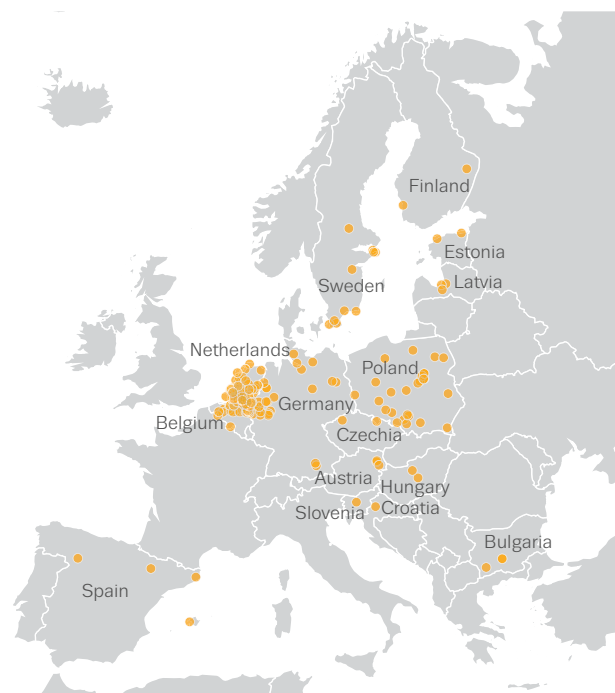 Finland
Estonia
Latvia
Sweden
Netherlands
Poland
Germany
Belgium
Czechia
Austria
Hungary
Slovenia
Croatia
Bulgaria
Spain